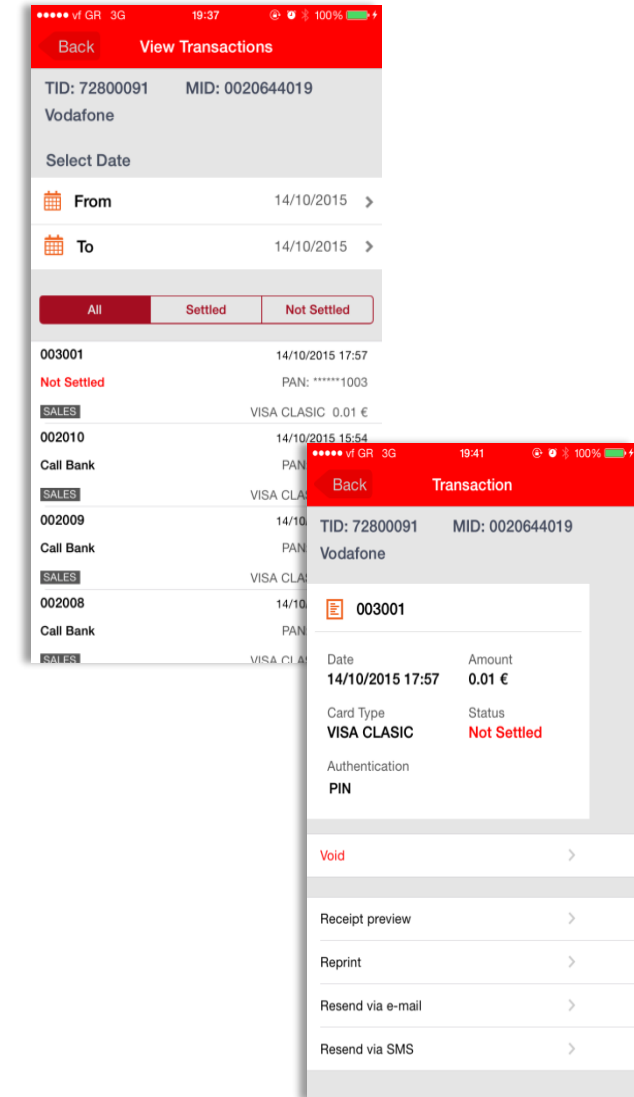 vf GR 3G 19:37 100%
Back View Transactions
TID: 72800091 MID: 0020644019
Vodafone
Select Date
From 14/10/2015
To 14/10/2015
All Settled Not Settled
003001 14/10/2015 17:57
Not Settled PAN: ******1003
SALES VISA CLASIC 0.01 €
002010 14/10/2015 15:54
Call Bank PAN
SALES VISA CLA
002009 14/10
Call Bank PAN
SALES VISA CLA
002008 14/10
Call Bank PAN
SALES VISA CLA
vf GR 3G 19:41 100%
Back Transaction
TID: 72800091 MID: 0020644019
Vodafone
003001
Date Amount
14/10/2015 17:57 0.01 €
Card Type Status
VISA CLASIC Not Settled
Authentication
PIN
Void
Receipt preview
Reprint
Resend via e-mail
Resend via SMS